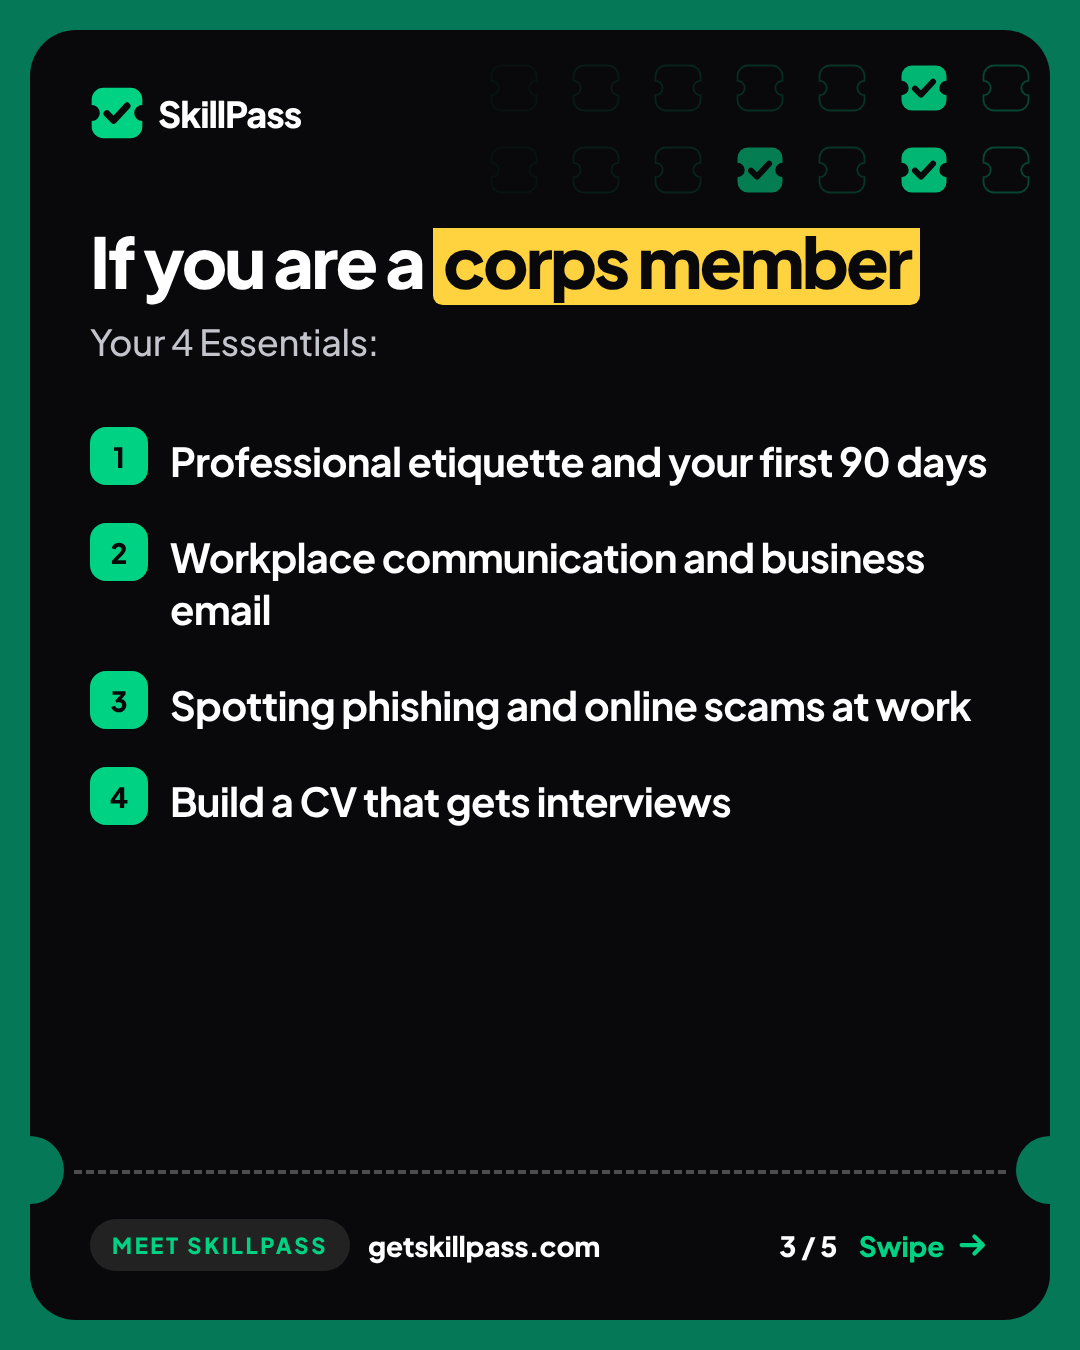 SkillPass
If you are a corps member
Your 4 Essentials:
1 Professional etiquette and your first 90 days
2 Workplace communication and business
email
3 Spotting phishing and online scams at work
4 Build a CV that gets interviews
MEET SKILLPASS getskillpass.com 3 / 5 Swipe →